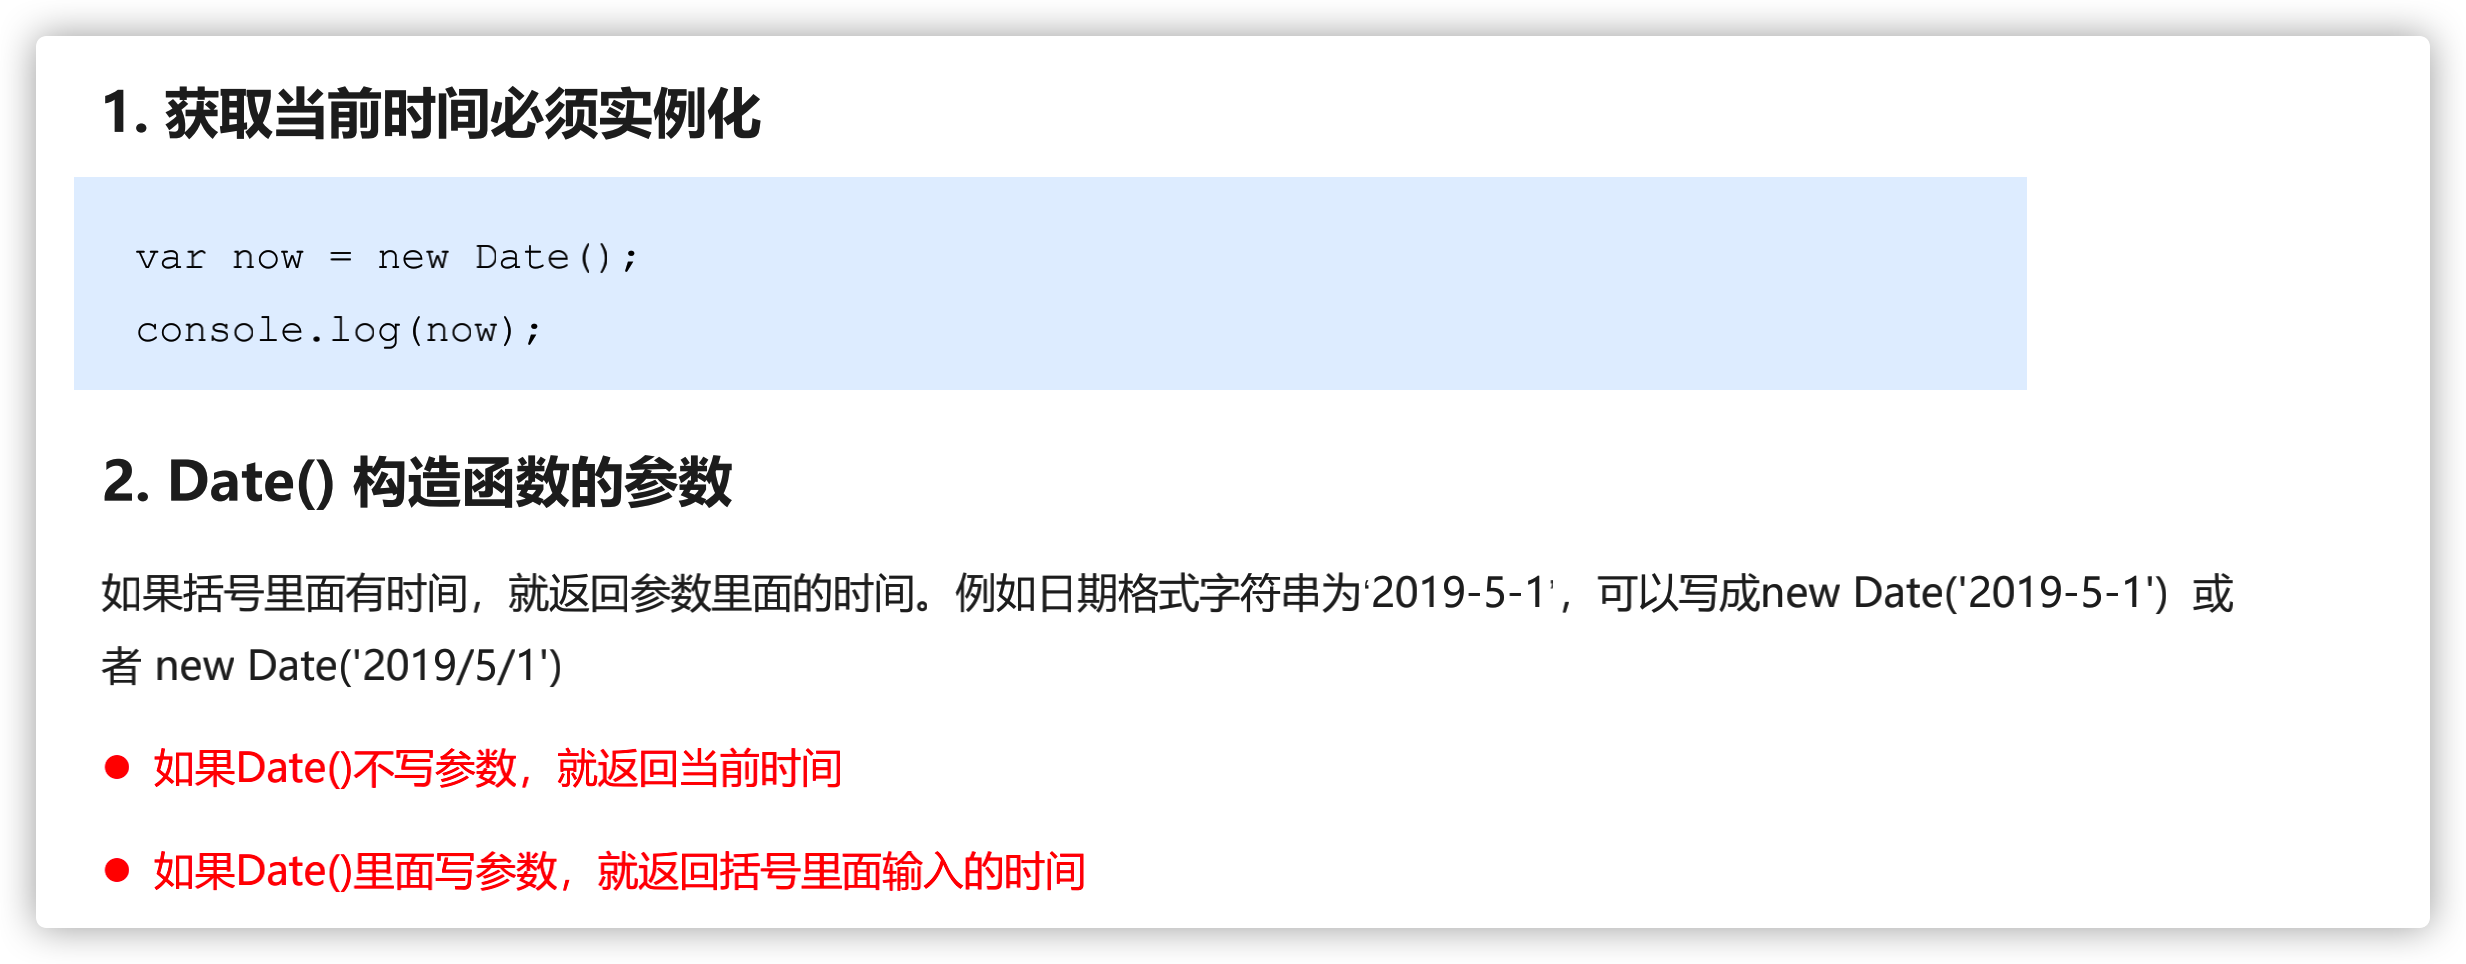 1. 获取当前时间必须实例化
var now = new Date();
console.log(now);
2. Date() 构造函数的参数
如果括号里面有时间，就返回参数里面的时间。例如日期格式字符串为‘2019-5-1’，可以写成new Date('2019-5-1') 或
者 new Date('2019/5/1')
● 如果Date()不写参数，就返回当前时间
● 如果Date()里面写参数，就返回括号里面输入的时间